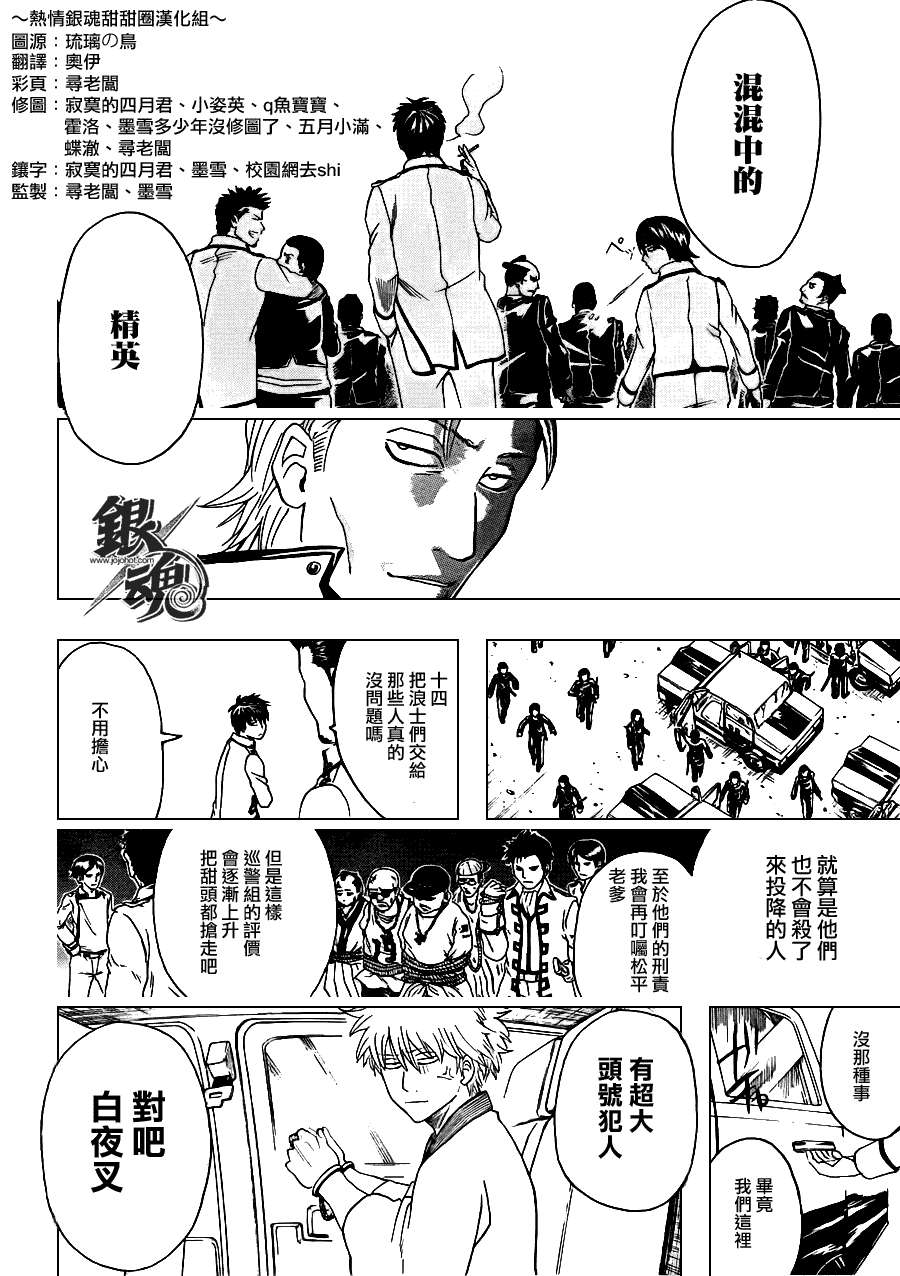 ～熱情銀魂甜甜圈漢化組～
圖源：琉璃の鳥
翻譯：奧伊
彩頁：尋老闆
修圖：寂寞的四月君、小姿英、q魚寶寶、
霍洛、墨雪多少年沒修圖了、五月小滿、
蝶澈、尋老闆
鑲字：寂寞的四月君、墨雪、校園網去shi
監製：尋老闆、墨雪
混混中的
ペッ
精英
銀魂
www.jojohot.com
十四
把浪士們交給
那些人真的
沒問題嗎
不用擔心
就算是他們
也不會殺了
來投降的人
至於他們的刑責
我會再叮囑松平
老爹
但是這樣
巡警組的評價
會逐漸上升
把甜頭都搶走吧
沒那種事
畢竟
我們這裡
有超大
頭號犯人
對吧
白夜叉